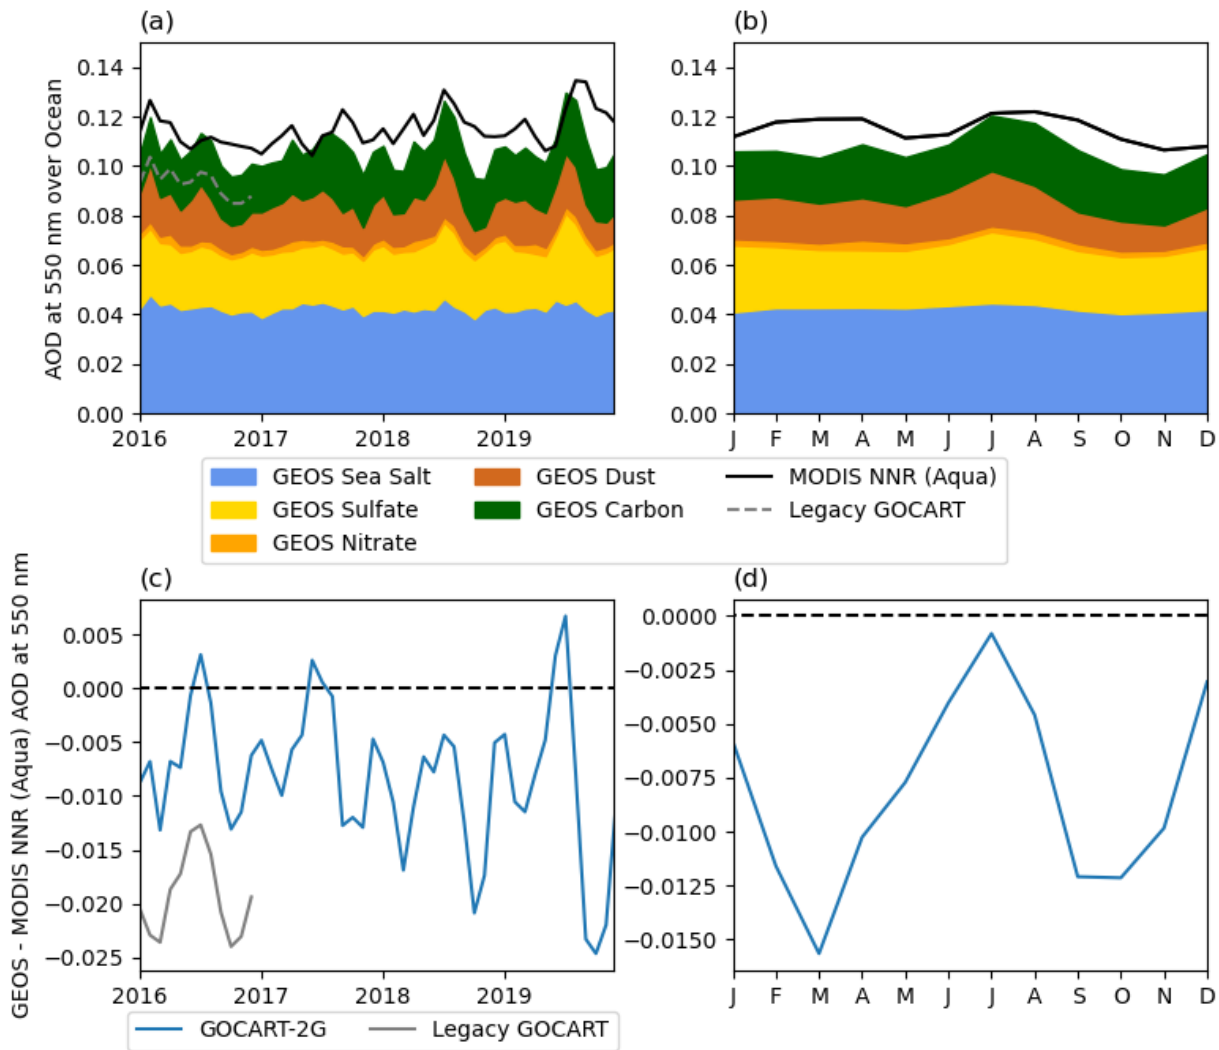 (a)
(b)
AOD at 550 nm over Ocean
0.14
0.12
0.10
0.08
0.06
0.04
0.02
0.00
2016 2017 2018 2019
0.14
0.12
0.10
0.08
0.06
0.04
0.02
0.00
J F M A M J J A S O N D
GEOS Sea Salt
GEOS Sulfate
GEOS Nitrate
GEOS Dust
GEOS Carbon
MODIS NNR (Aqua)
Legacy GOCART
(c)
(d)
GEOS - MODIS NNR (Aqua) AOD at 550 nm
0.005
0.000
−0.005
−0.010
−0.015
−0.020
−0.025
2016 2017 2018 2019
0.0000
−0.0025
−0.0050
−0.0075
−0.0100
−0.0125
−0.0150
J F M A M J J A S O N D
GOCART-2G
Legacy GOCART